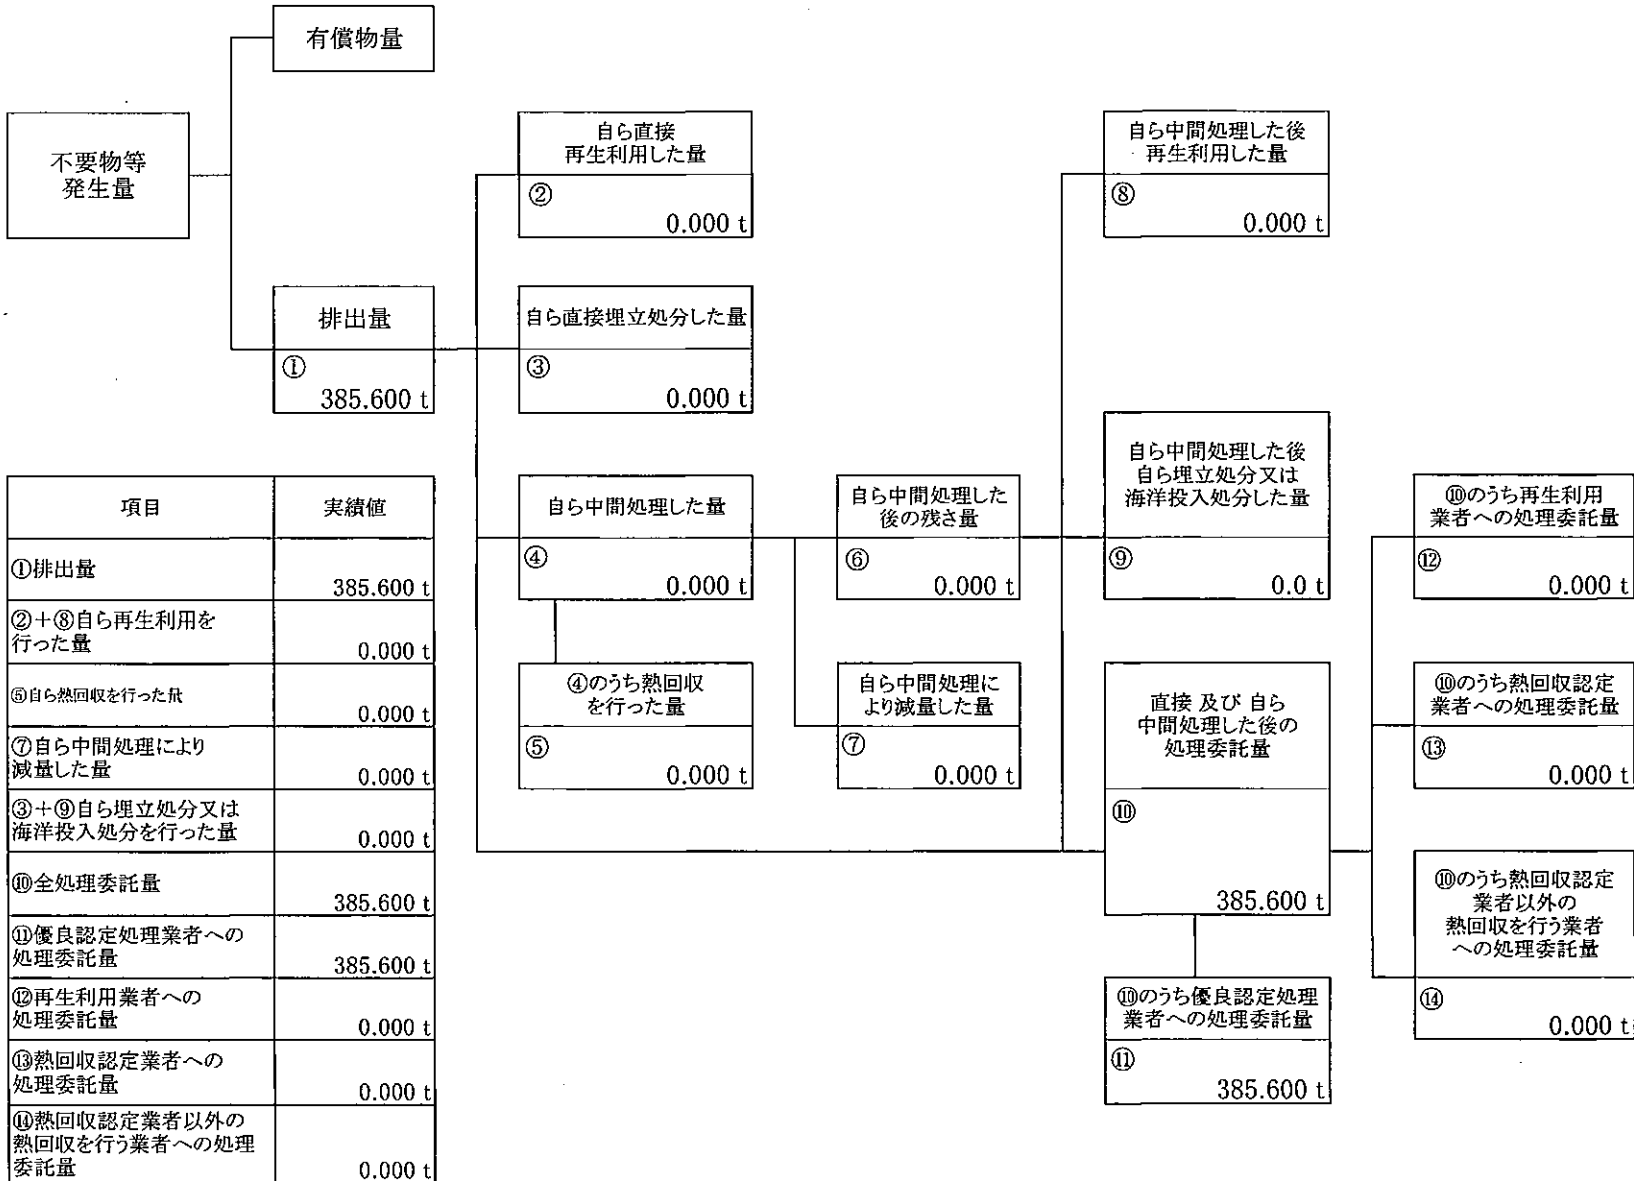 有償物量
不要物等
発生量
排出量
①
385.600 t
自ら直接
再生利用した量
②
0.000 t
自ら直接埋立処分した量
③
0.000 t
自ら中間処理した量
④
0.000 t
④のうち熱回収
を行った量
⑤
0.000 t
自ら中間処理した
後の残さ量
⑥
0.000 t
自ら中間処理に
より減量した量
⑦
0.000 t
自ら中間処理した後
再生利用した量
⑧
0.000 t
自ら中間処理した後
自ら埋立処分又は
海洋投入処分した量
⑨
0.0 t
直接 及び 自ら
中間処理した後の
処理委託量
⑩
385.600 t
⑩のうち優良認定処理
業者への処理委託量
⑪
385.600 t
⑩のうち再生利用
業者への処理委託量
⑫
0.000 t
⑩のうち熱回収認定
業者への処理委託量
⑬
0.000 t
⑩のうち熱回収認定
業者以外の
熱回収を行う業者
への処理委託量
⑭
0.000 t
項目 実績値
①排出量
385.600 t
②+⑧自ら再生利用を
行った量
0.000 t
⑤自ら熱回収を行った量
0.000 t
⑦自ら中間処理により
減量した量
0.000 t
③+⑨自ら埋立処分又は
海洋投入処分を行った量
0.000 t
⑩全処理委託量
385.600 t
⑪優良認定処理業者への
処理委託量
385.600 t
⑫再生利用業者への
処理委託量
0.000 t
⑬熱回収認定業者への
処理委託量
0.000 t
⑭熱回収認定業者以外の
熱回収を行う業者への処理
委託量
0.000 t